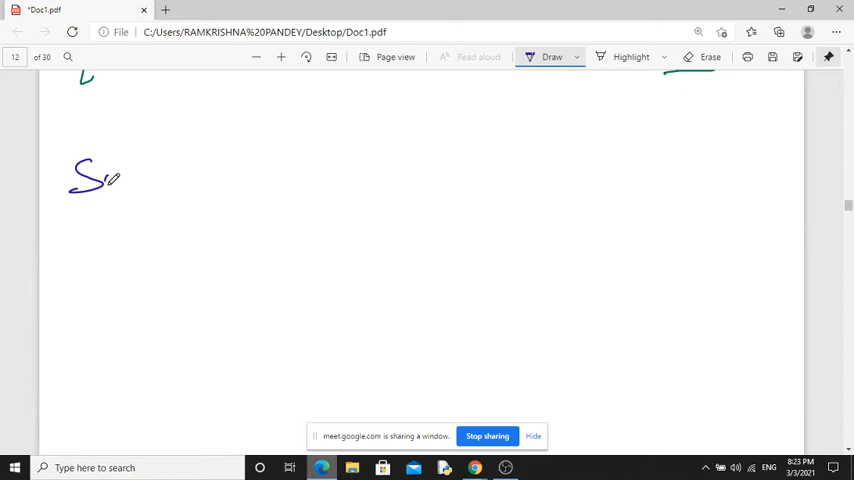 *Doc1.pdf
File C:/Users/RAMKRISHNA%20PANDEY/Desktop/Doc1.pdf
12 of 30 Page view Read aloud Draw Highlight Erase
S
meet.google.com is sharing a window. Stop sharing Hide
Type here to search ENG 8:23 PM
3/3/2021